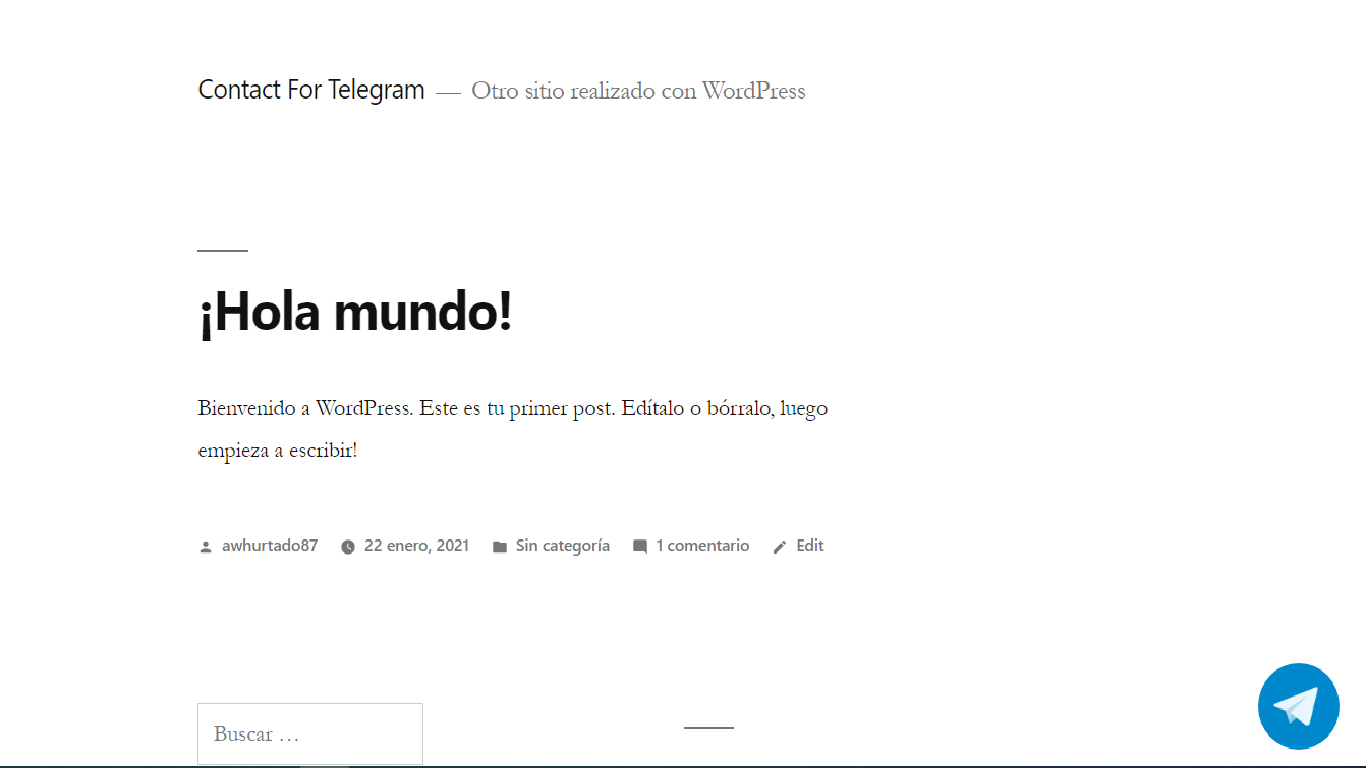 Contact For Telegram — Otro sitio realizado con WordPress
¡Hola mundo!
Bienvenido a WordPress. Este es tu primer post. Edítalo o bórralo, luego
empieza a escribir!
awhurtado87 22 enero, 2021 Sin categoría 1 comentario Edit
Buscar …